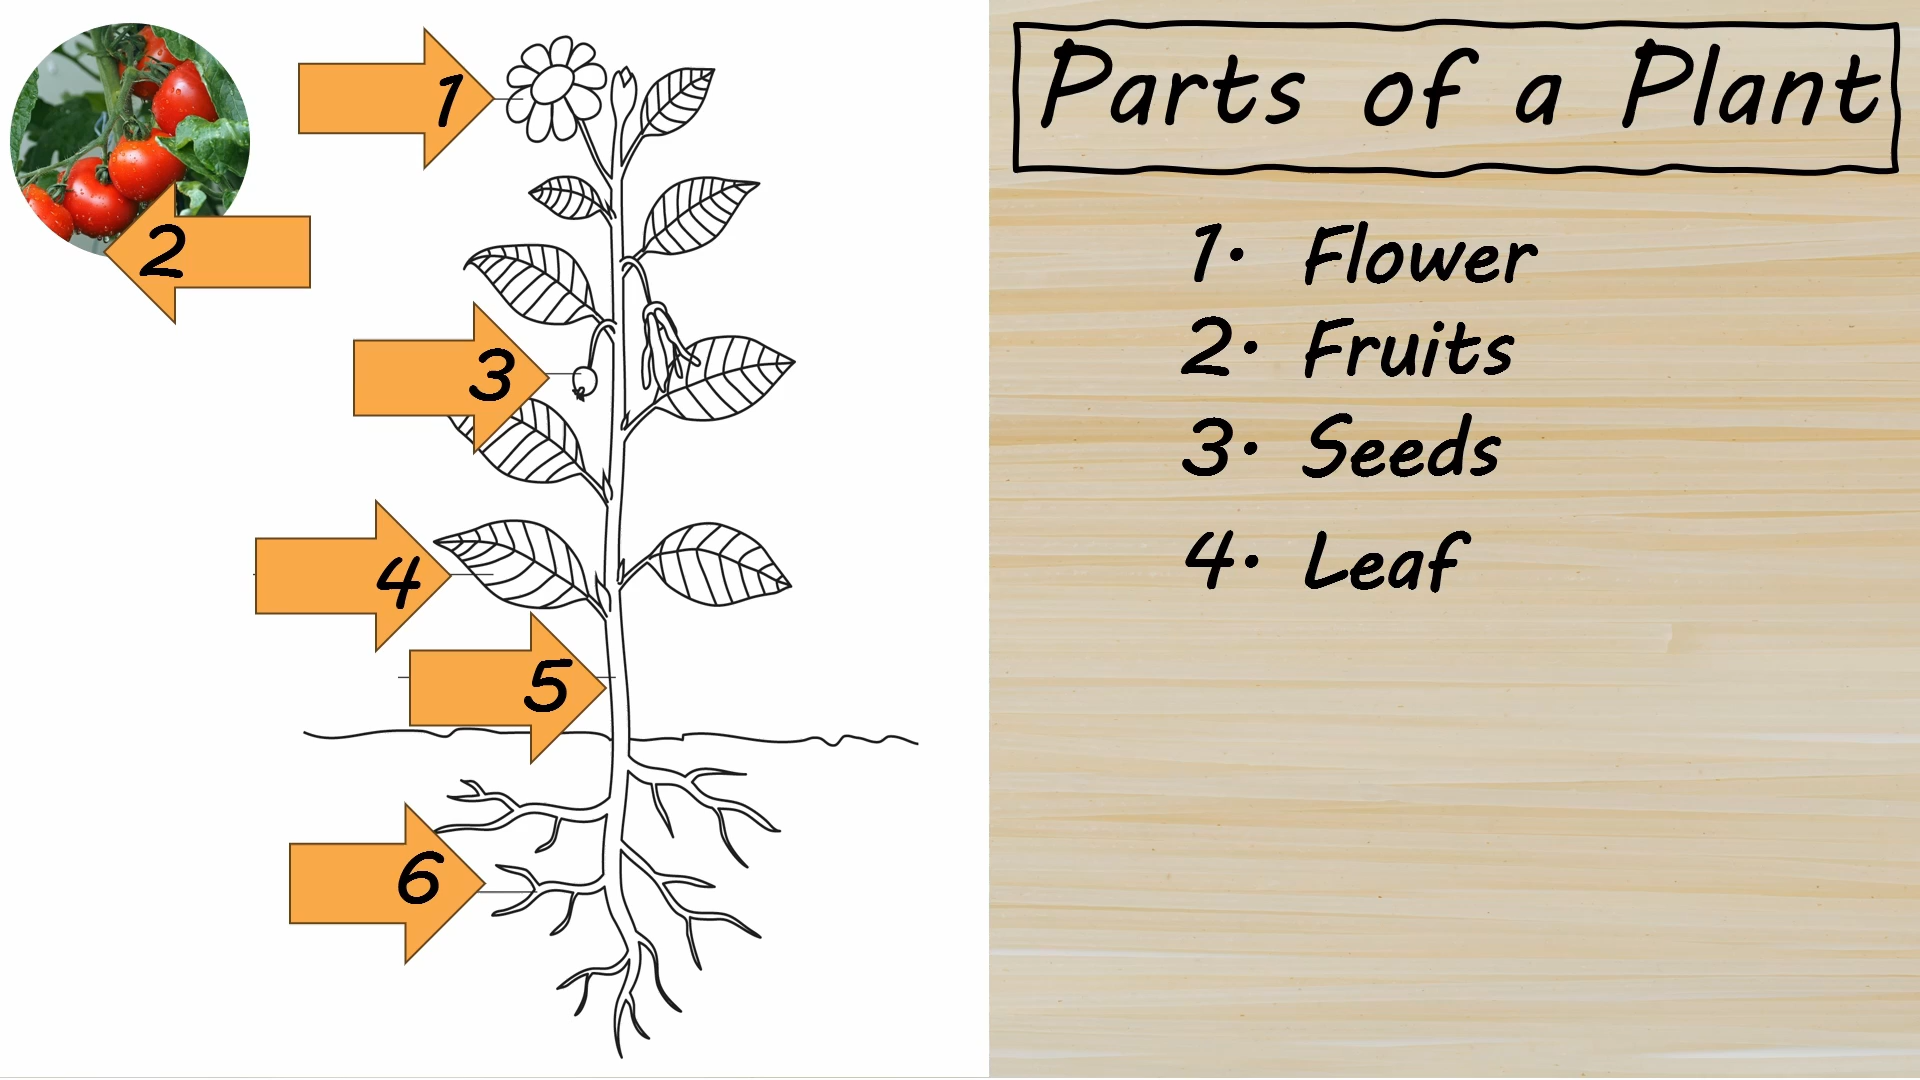 Parts of a Plant
1. Flower
2. Fruits
3. Seeds
4. Leaf
1
2
3
4
5
6